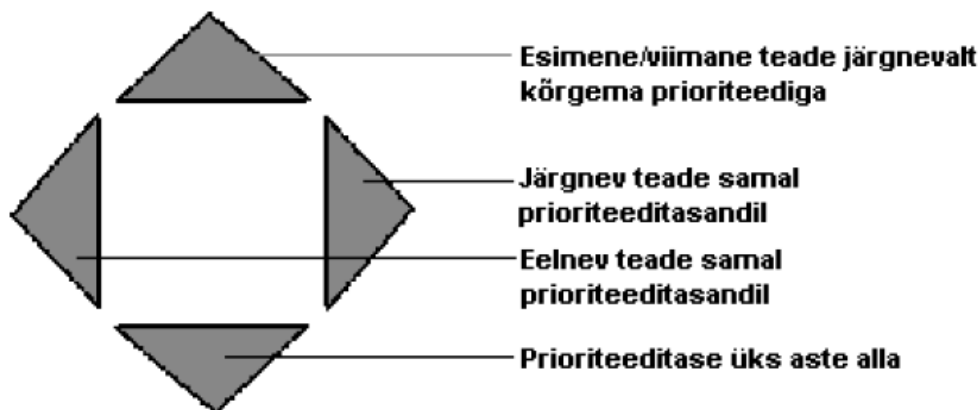 Esimene/viimane teade järgnevalt
kõrgema prioriteediga
Järgnev teade samal
prioriteeditasandil
Eelnev teade samal
prioriteeditasandil
Prioriteeditase üks aste alla